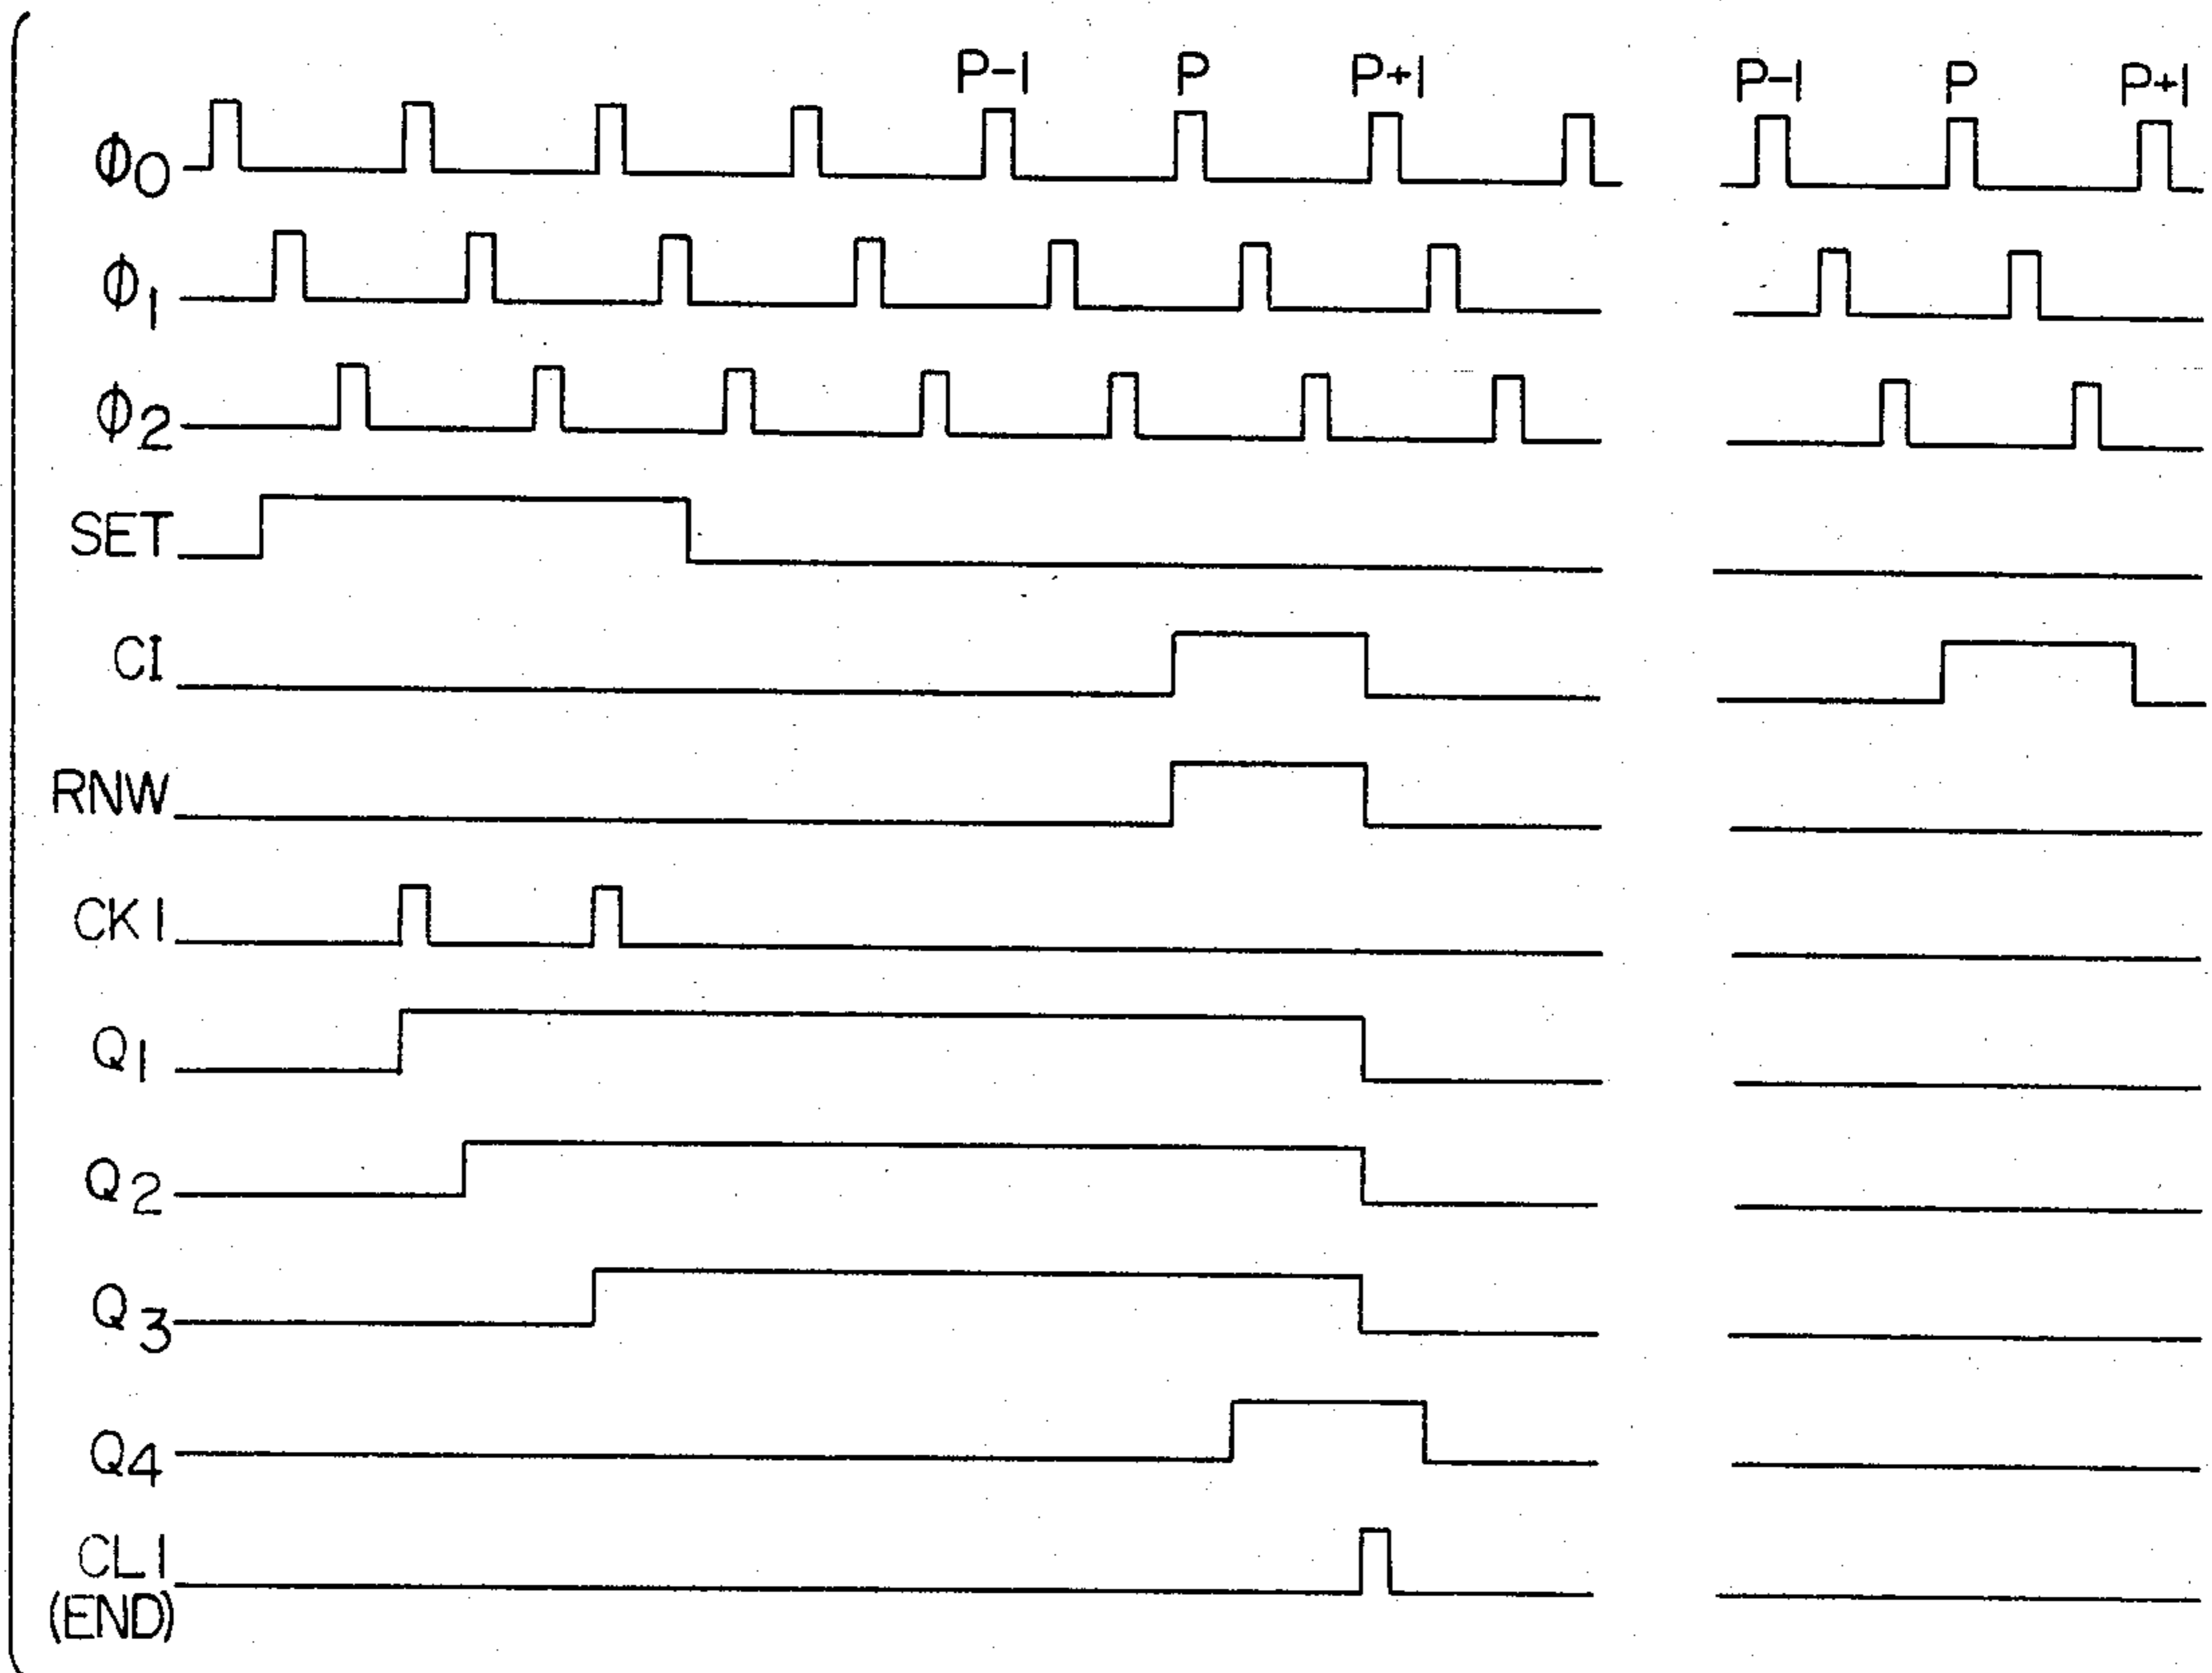 P-1 P P+1 P-1 P P+1
ϕ0
ϕ1
ϕ2
SET
CI
RNW
CK1
Q1
Q2
Q3
Q4
CL1
(END)